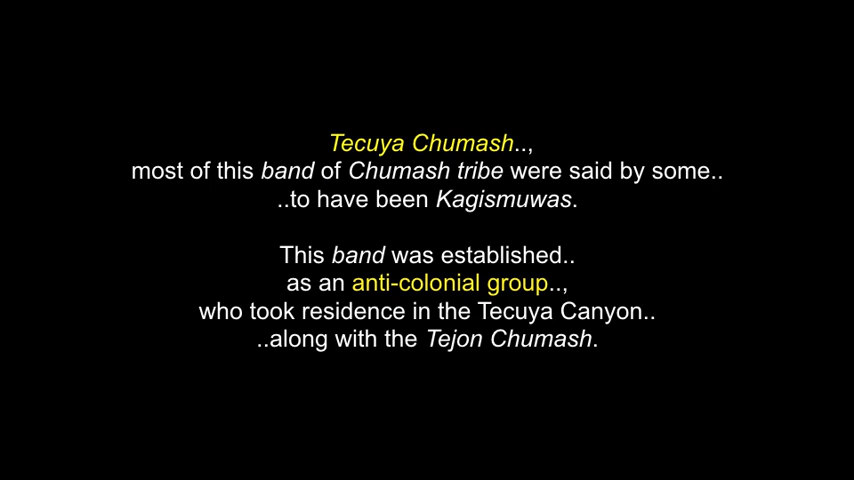 Tecuya Chumash..,
most of this band of Chumash tribe were said by some..
..to have been Kagismuwas.
This band was established..
as an anti-colonial group..,
who took residence in the Tecuya Canyon..
..along with the Tejon Chumash.